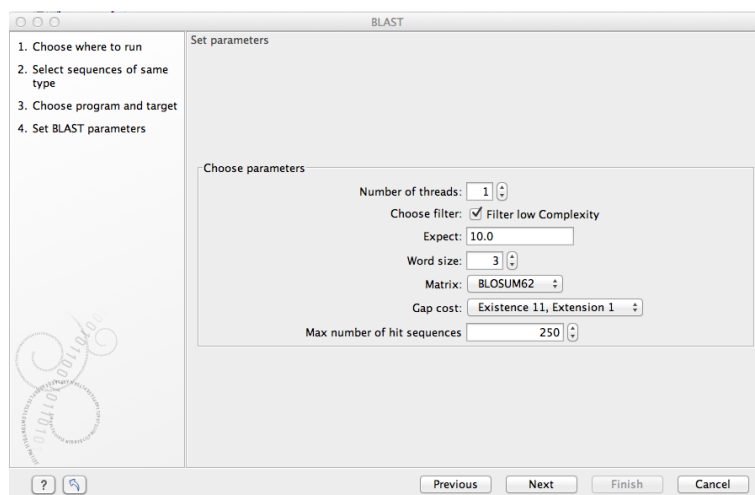 BLAST
1. Choose where to run
2. Select sequences of same
type
3. Choose program and target
4. Set BLAST parameters
Set parameters
Choose parameters
Number of threads: 1
Choose filter: Filter low Complexity
Expect: 10.0
Word size: 3
Matrix: BLOSUM62
Gap cost: Existence 11, Extension 1
Max number of hit sequences 250
? Previous Next Finish Cancel